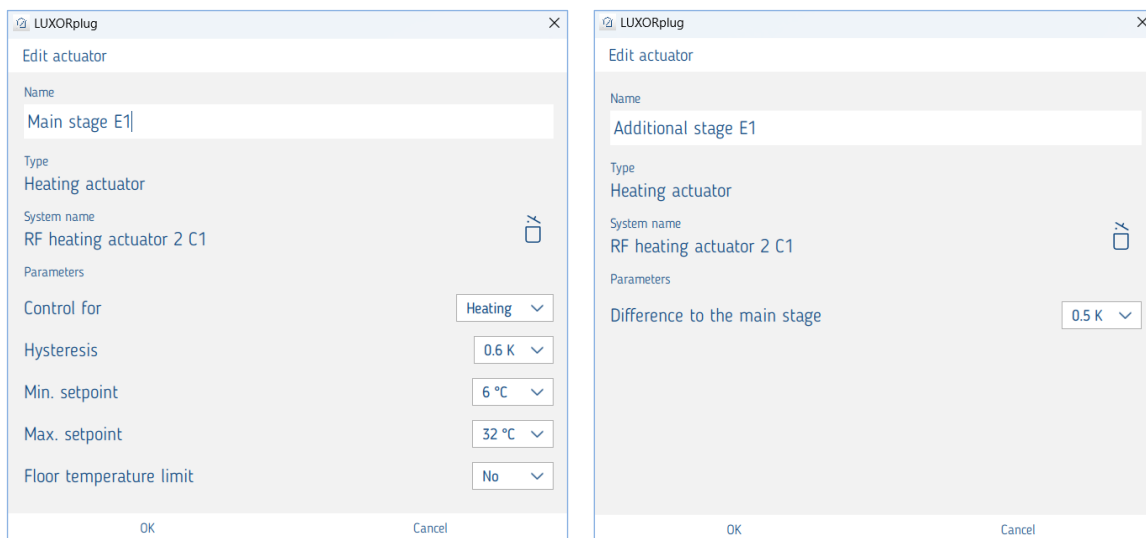 LUXORplug
Edit actuator
Name
Main stage E1
Type
Heating actuator
System name
RF heating actuator 2 C1
Parameters
Control for Heating
Hysteresis 0.6 K
Min. setpoint 6 °C
Max. setpoint 32 °C
Floor temperature limit No
OK Cancel
LUXORplug
Edit actuator
Name
Additional stage E1
Type
Heating actuator
System name
RF heating actuator 2 C1
Parameters
Difference to the main stage 0.5 K
OK Cancel